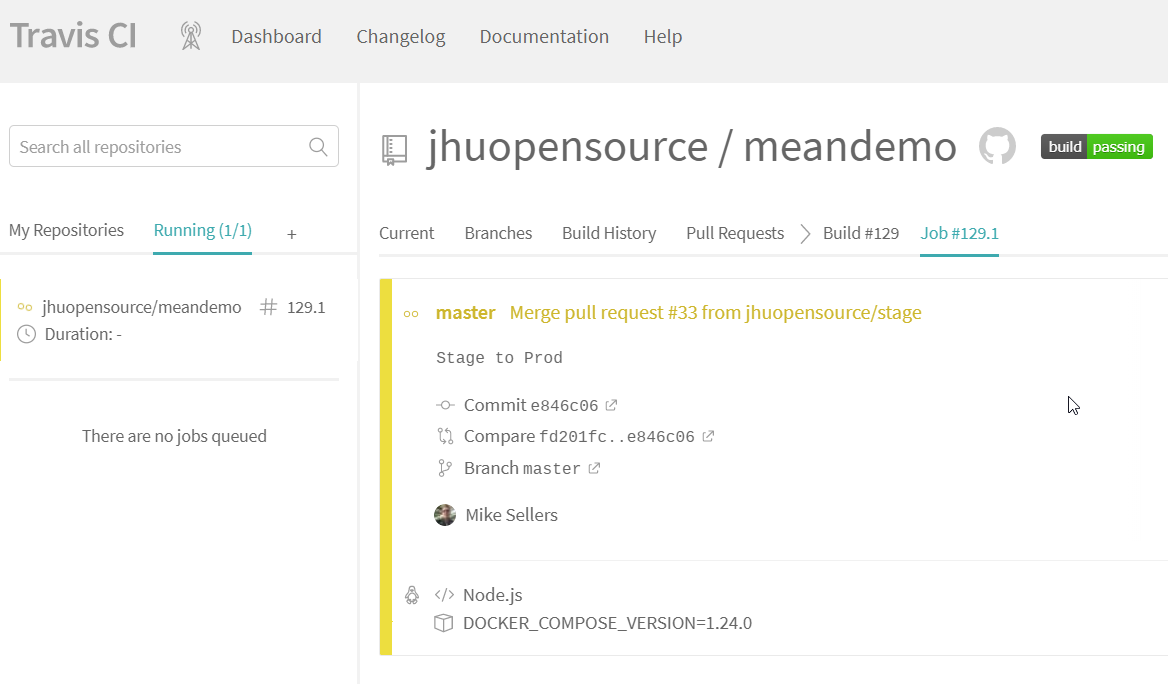 Travis CI Dashboard Changelog Documentation Help
Search all repositories
My Repositories Running (1/1) +
jhuopensource/meandemo # 129.1
Duration: -
There are no jobs queued
jhuopensource / meandemo build passing
Current Branches Build History Pull Requests Build #129 Job #129.1
master Merge pull request #33 from jhuopensource/stage
Stage to Prod
Commit e846c06
Compare fd201fc..e846c06
Branch master
Mike Sellers
</> Node.js
DOCKER_COMPOSE_VERSION=1.24.0